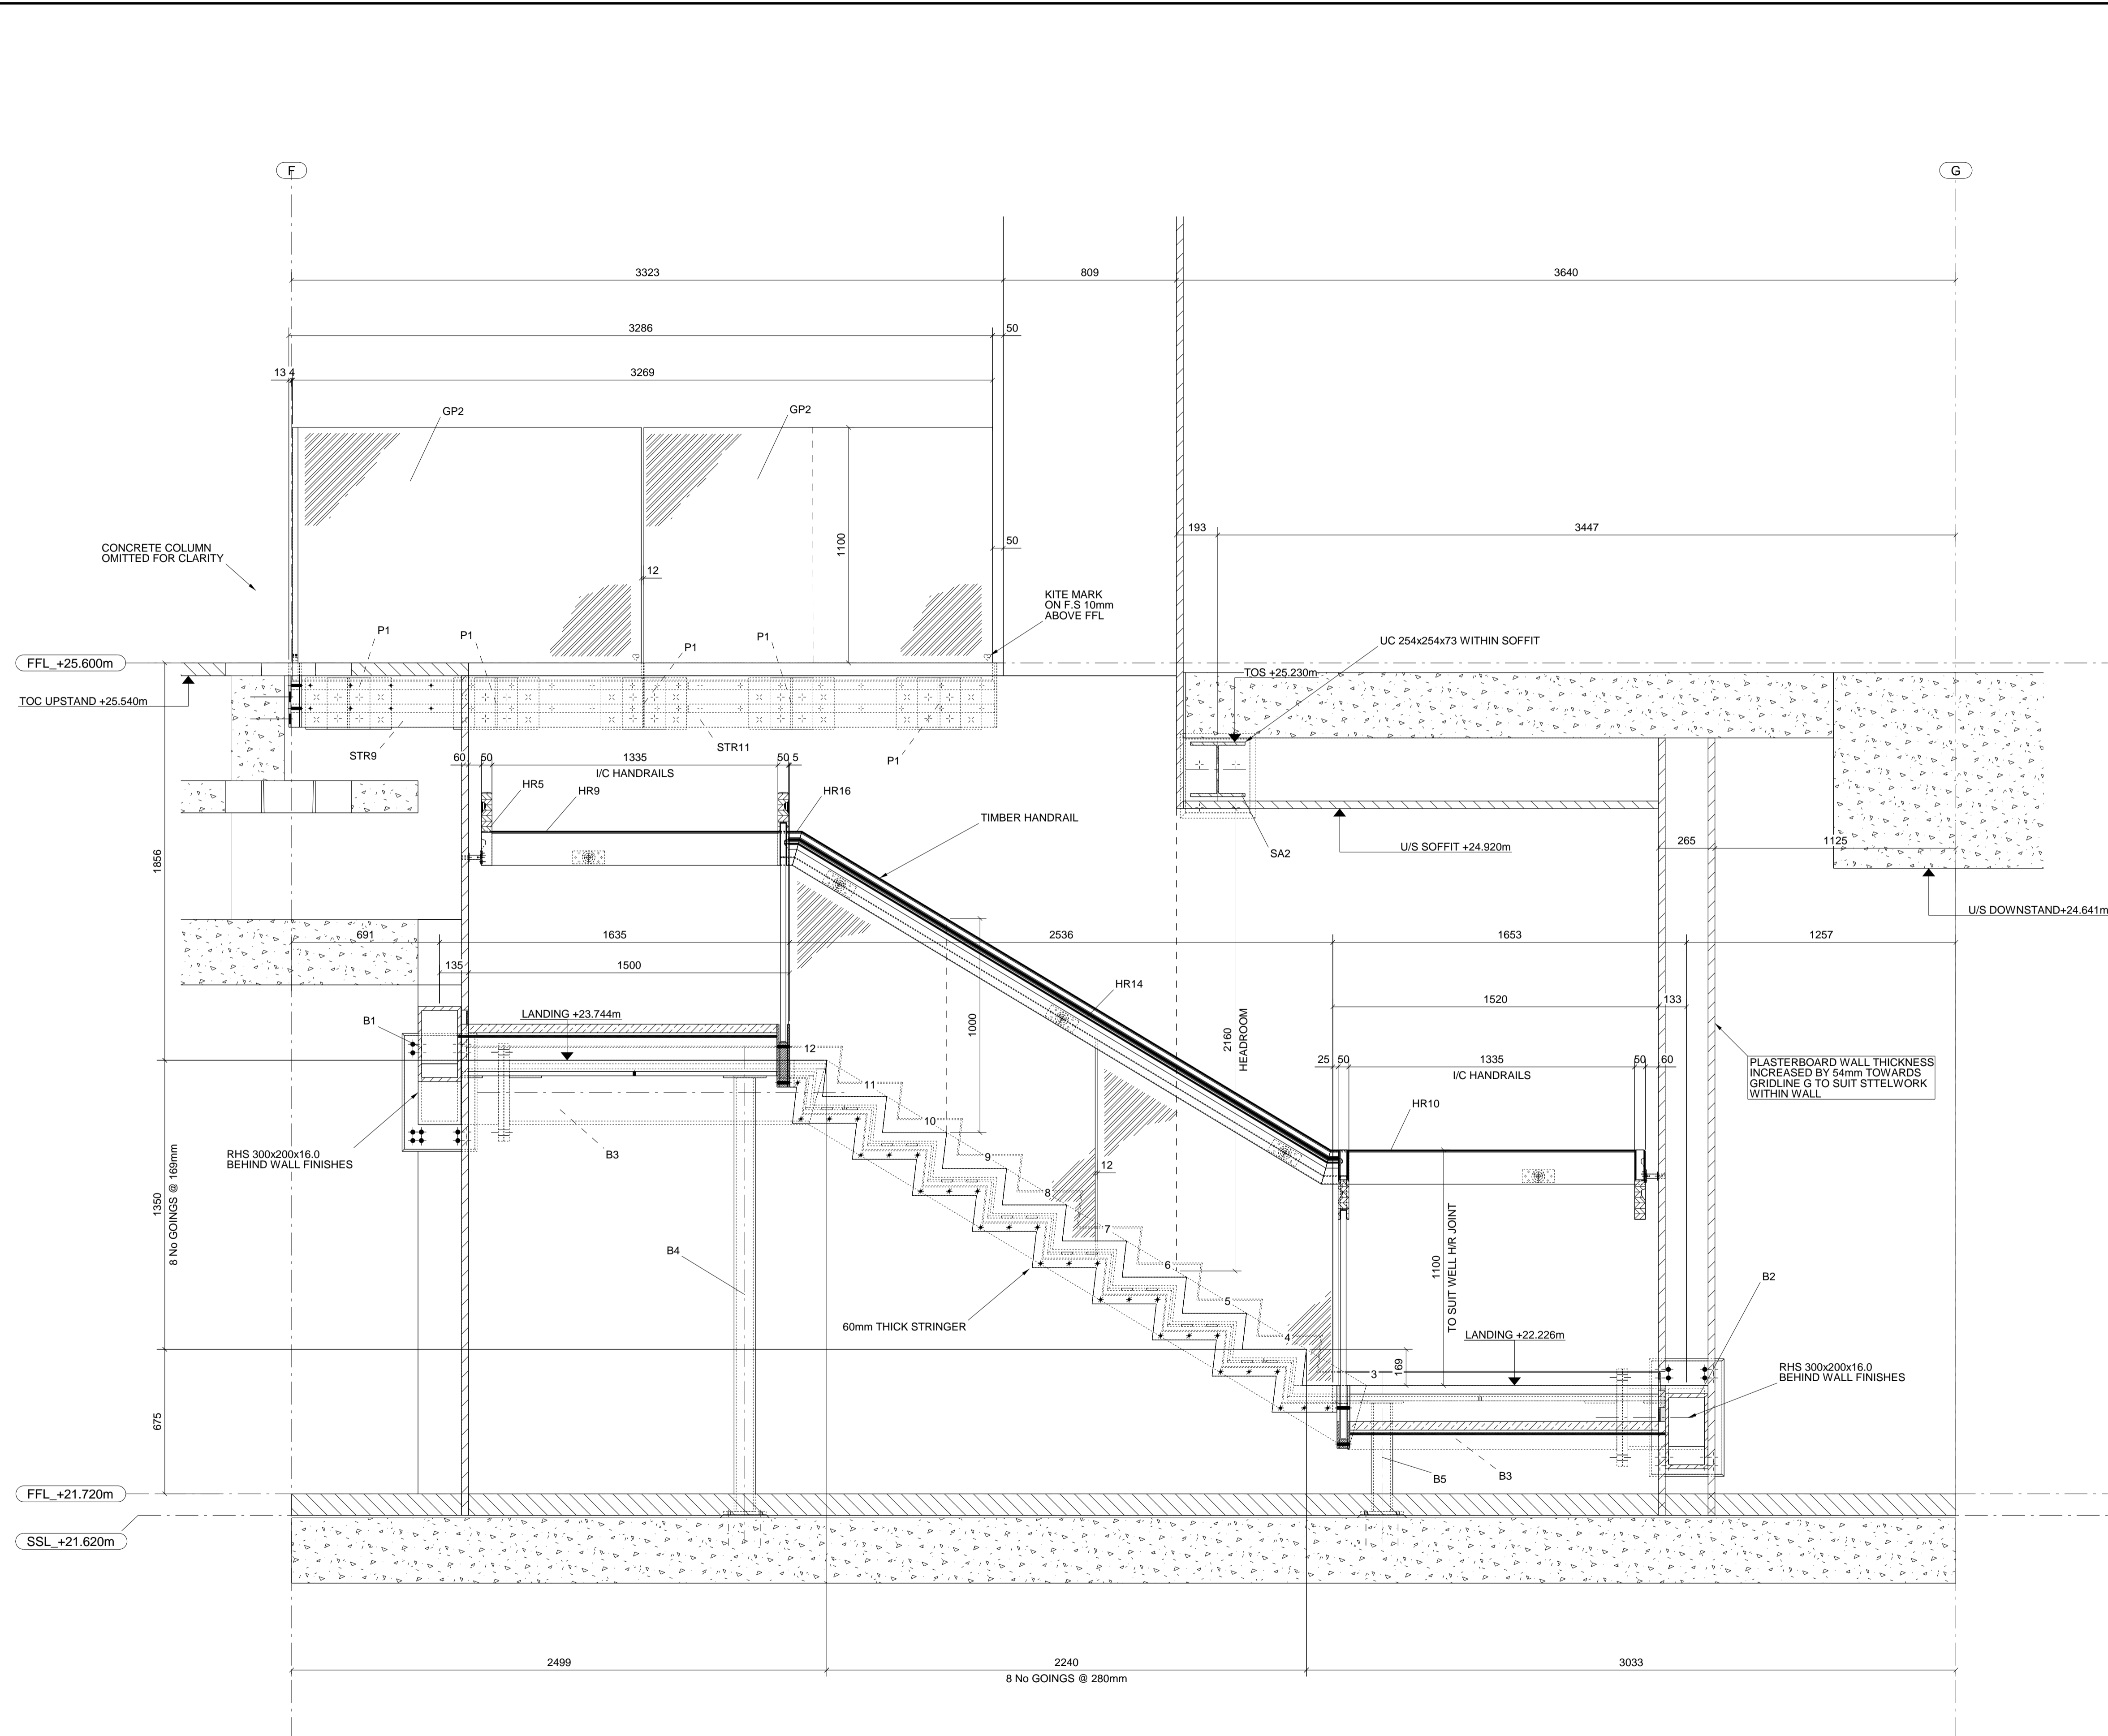 F
G
3323
809
3640
3286
50
13 4
3269
GP2
GP2
193
3447
CONCRETE COLUMN
OMITTED FOR CLARITY
1100
50
12
KITE MARK
ON F.S 10mm
ABOVE FFL
P1
P1
P1
P1
UC 254x254x73 WITHIN SOFFIT
FFL_+25.600m
TOS +25.230m
TOC UPSTAND +25.540m
STR9
STR11
P1
60
50
1335
50
5
I/C HANDRAILS
HR5
HR9
HR16
TIMBER HANDRAIL
SA2
U/S SOFFIT +24.920m
265
1125
1856
U/S DOWNSTAND+24.641m
691
1635
2536
1653
1257
135
1500
HR14
1520
133
B1
LANDING +23.744m
1000
2160
HEADROOM
12
11
10
9
8
7
6
5
4
3
25
50
1335
50
60
I/C HANDRAILS
PLASTERBOARD WALL THICKNESS
INCREASED BY 54mm TOWARDS
GRIDLINE G TO SUIT STTELWORK
WITHIN WALL
HR10
RHS 300x200x16.0
BEHIND WALL FINISHES
B3
12
1350
8 No GOINGS @ 169mm
B4
1100
TO SUIT WELL H/R JOINT
B2
60mm THICK STRINGER
LANDING +22.226m
169
RHS 300x200x16.0
BEHIND WALL FINISHES
675
B5
B3
FFL_+21.720m
SSL_+21.620m
2499
2240
3033
8 No GOINGS @ 280mm